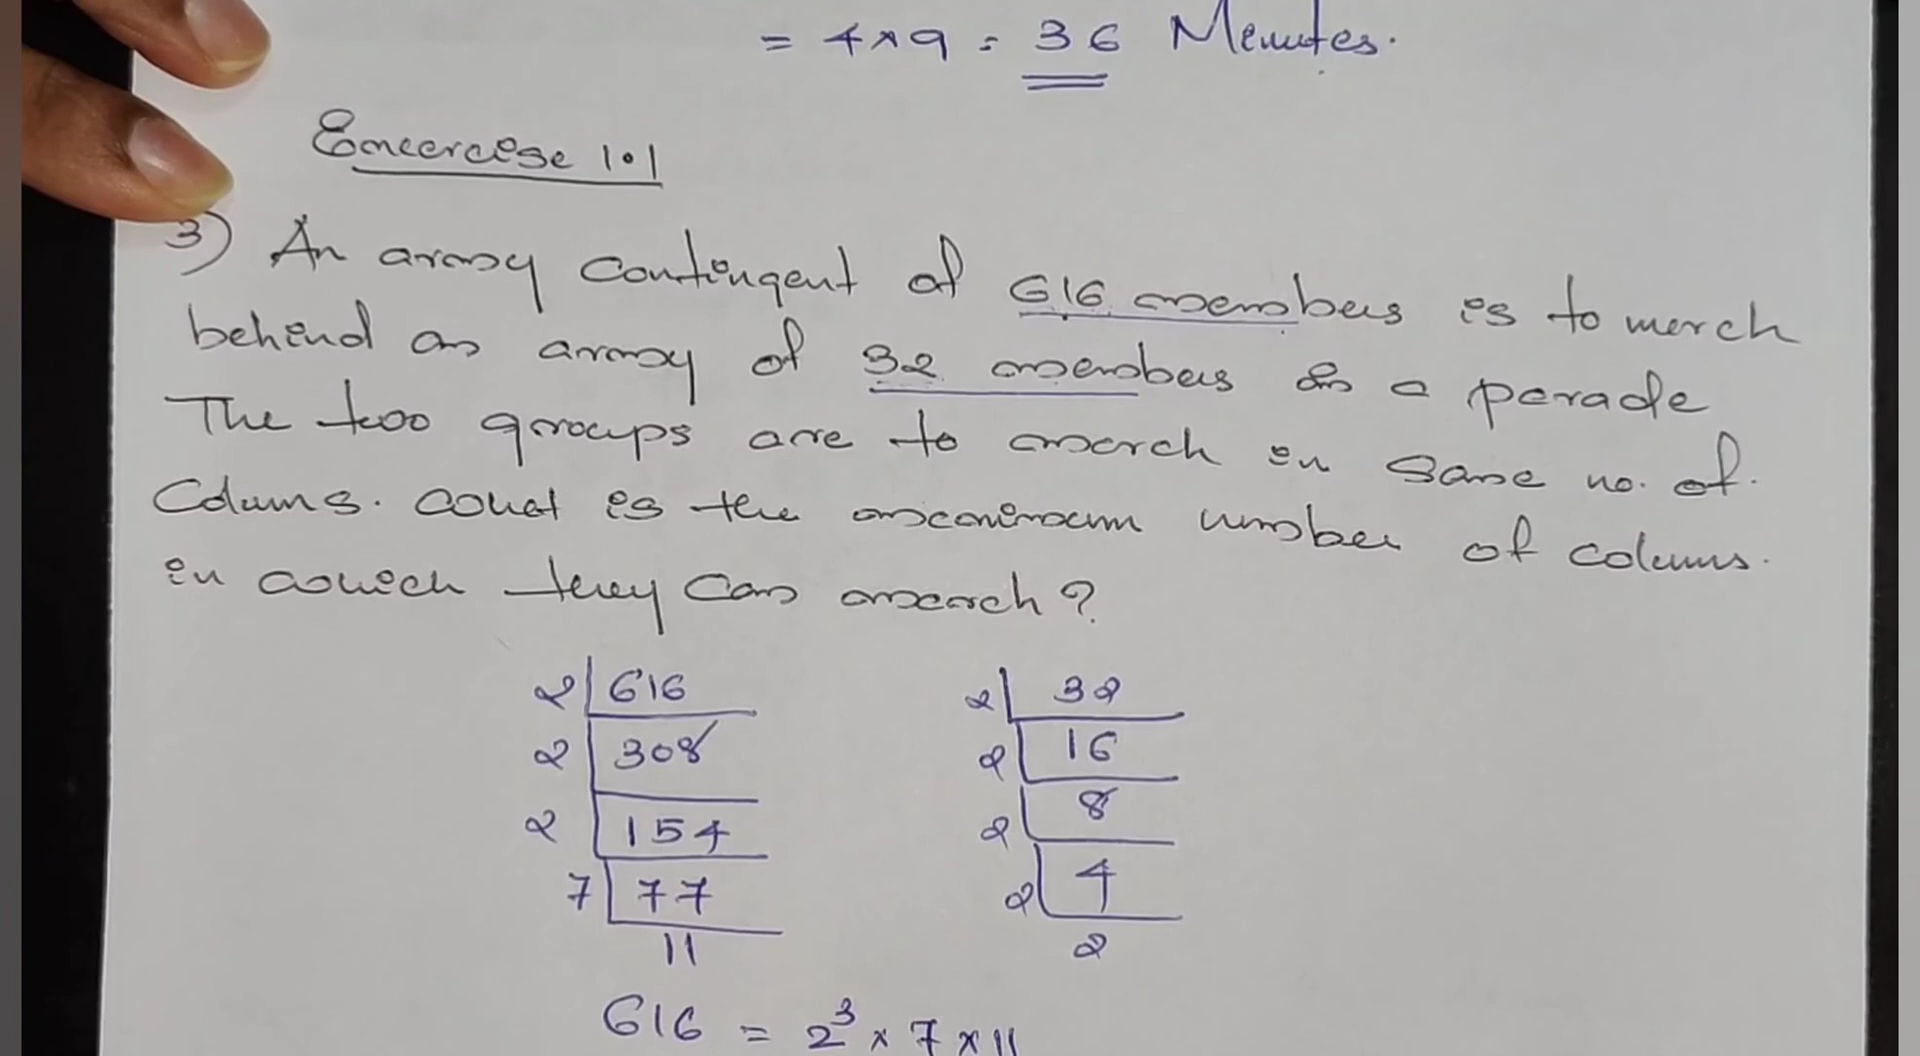 = 4 × 9 = 36 Minutes.
Exercise 1.1
3) An army contingent of 616 members is to march
behind an army of 32 members in a parade
The two groups are to march in same no. of.
Colums. what is the maximum number of colums.
in which they can march?
2 | 616 2 | 32
2 | 308 2 | 16
2 | 154 2 | 8
7 | 77 2 | 4
11 2
616 = 2³ × 7 × 11